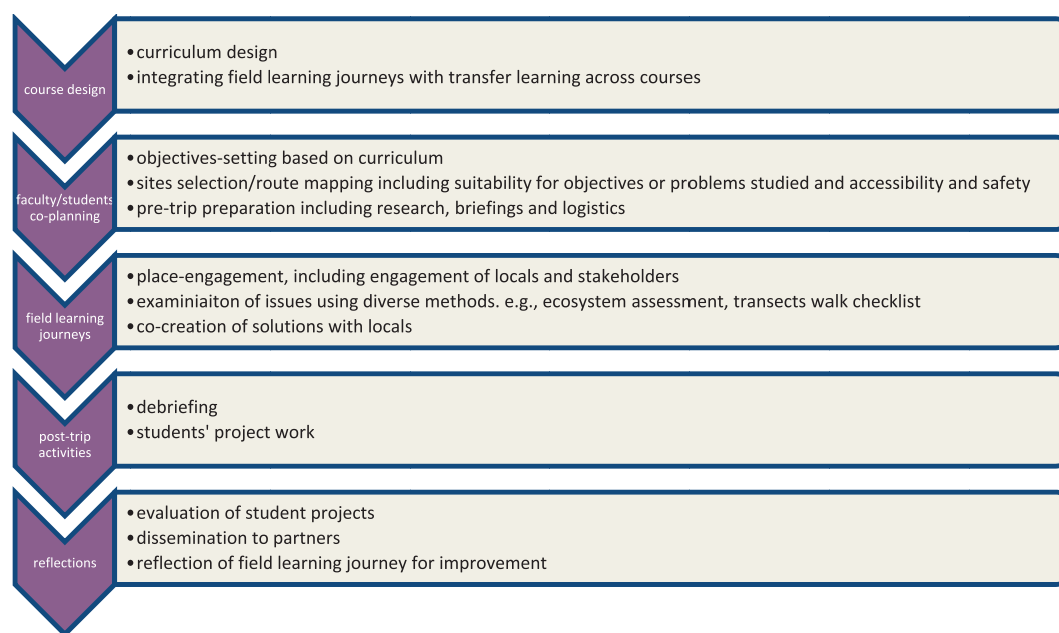 course design
•curriculum design
•integrating field learning journeys with transfer learning across courses
faculty/students
co-planning
•objectives-setting based on curriculum
•sites selection/route mapping including suitability for objectives or problems studied and accessibility and safety
•pre-trip preparation including research, briefings and logistics
field learning
journeys
•place-engagement, including engagement of locals and stakeholders
•examiniaiton of issues using diverse methods. e.g., ecosystem assessment, transects walk checklist
•co-creation of solutions with locals
post-trip
activities
•debriefing
•students' project work
reflections
•evaluation of student projects
•dissemination to partners
•reflection of field learning journey for improvement